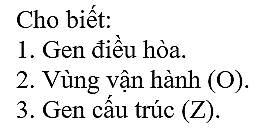 Cho biết:
1. Gen điều hòa.
2. Vùng vận hành (O).
3. Gen cấu trúc (Z).